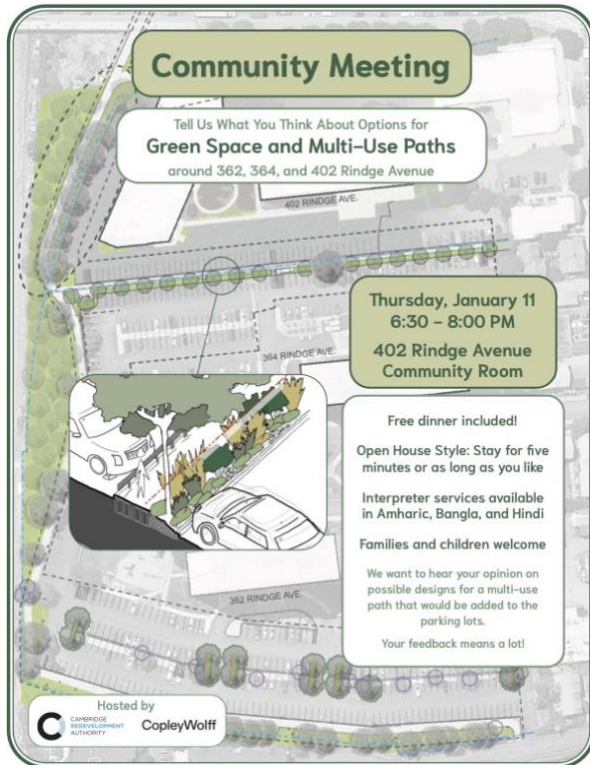 Community Meeting
Tell Us What You Think About Options for
Green Space and Multi-Use Paths
around 362, 364, and 402 Rindge Avenue
402 RINDGE AVE.
Thursday, January 11
6:30 – 8:00 PM
402 Rindge Avenue
Community Room
364 RINDGE AVE.
Free dinner included!
Open House Style: Stay for five
minutes or as long as you like
Interpreter services available
in Amharic, Bangla, and Hindi
Families and children welcome
We want to hear your opinion on
possible designs for a multi-use
path that would be added to the
parking lots.
Your feedback means a lot!
362 RINDGE AVE.
Hosted by
CAMBRIDGE
REDEVELOPMENT
AUTHORITY
CopleyWolff